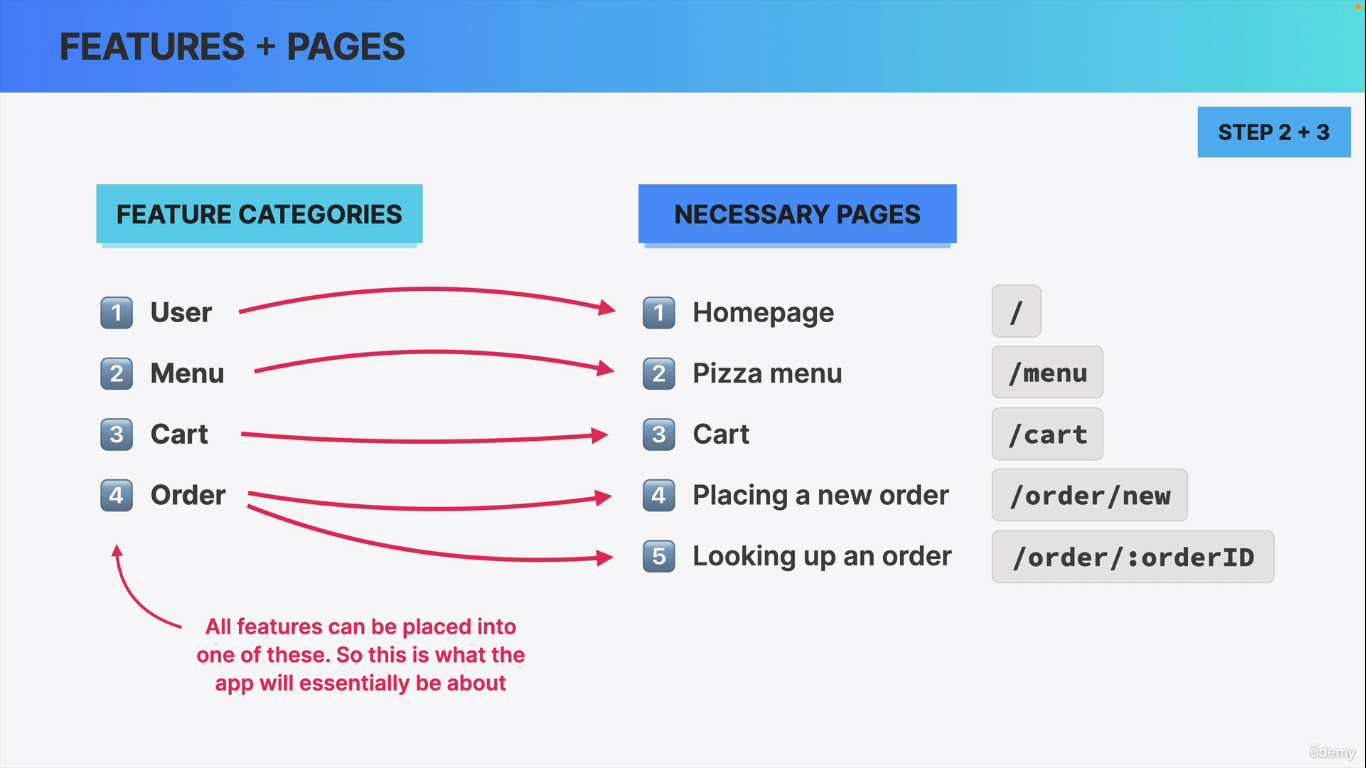 FEATURES + PAGES
STEP 2 + 3
FEATURE CATEGORIES
NECESSARY PAGES
1 User
1 Homepage /
2 Menu
2 Pizza menu /menu
3 Cart
3 Cart /cart
4 Order
4 Placing a new order /order/new
5 Looking up an order /order/:orderID
All features can be placed into
one of these. So this is what the
app will essentially be about
ûdemy